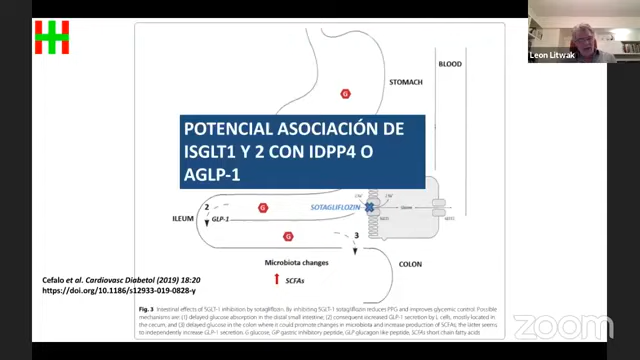 Leon Litwak
BLOOD
STOMACH
G
POTENCIAL ASOCIACIÓN DE
ISGLT1 Y 2 CON IDPP4 O
AGLP-1
SOTAGLIFLOZIN
2
G
ILEUM
GLP-1
G
3
Microbiota changes
COLON
SCFAs
Cefalo et al. Cardiovasc Diabetol (2019) 18:20
https://doi.org/10.1186/s12933-019-0828-y
Fig. 3 Intestinal effects of SGLT-1 inhibition by sotagliflozin. By inhibiting SGLT-1 sotagliflozin reduces PPG and improves glycemic control. Possible
mechanisms are: (1) delayed glucose absorption in the distal small intestine; (2) consequent increased GLP-1 secretion by L cells, mostly located in
the cecum, and (3) delayed glucose in the colon where it could promote changes in microbiota and increase production of SCFAs; the latter seems
to independently increase GLP-1 secretion. G glucose, GIP gastric inhibitory peptide, GLP glucagon like peptide, SCFAs short chain fatty acids
zoom